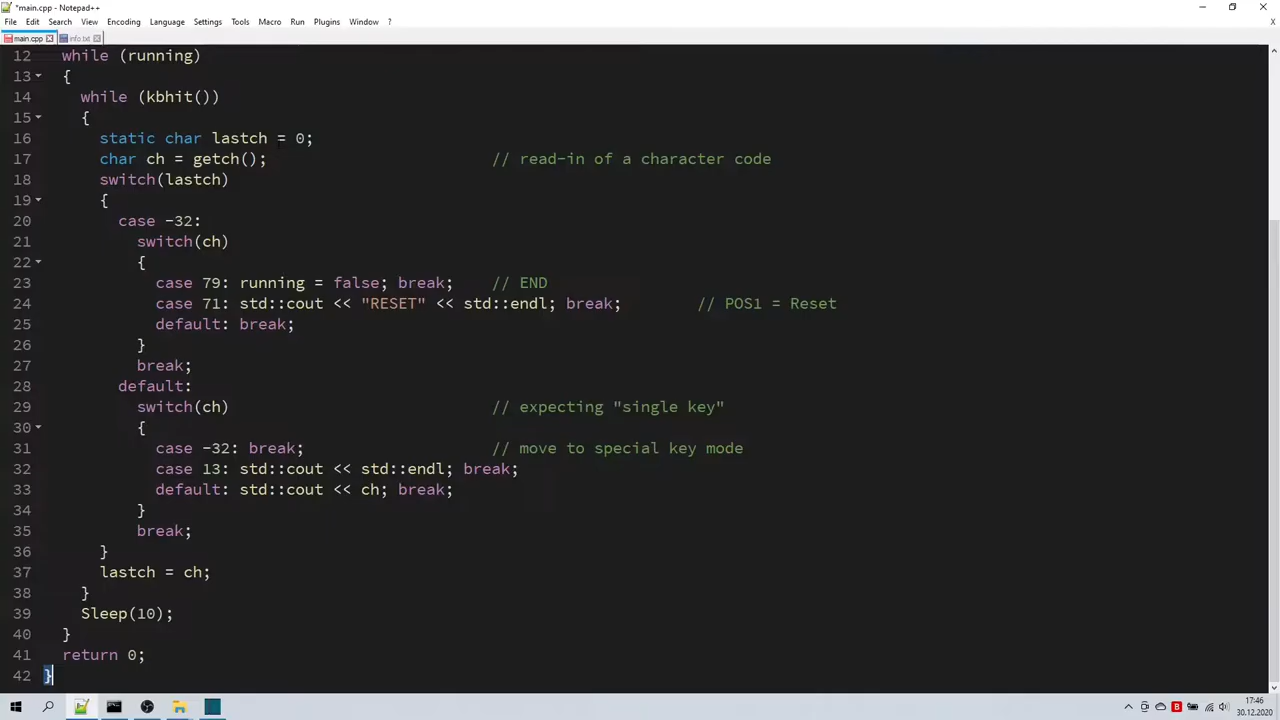 *main.cpp - Notepad++
File Edit Search View Encoding Language Settings Tools Macro Run Plugins Window ?
X
main.cpp info.txt
12 while (running)
13 {
14 while (kbhit())
15 {
16 static char lastch = 0;
17 char ch = getch(); // read-in of a character code
18 switch(lastch)
19 {
20 case -32:
21 switch(ch)
22 {
23 case 79: running = false; break; // END
24 case 71: std::cout << "RESET" << std::endl; break; // POS1 = Reset
25 default: break;
26 }
27 break;
28 default:
29 switch(ch) // expecting "single key"
30 {
31 case -32: break; // move to special key mode
32 case 13: std::cout << std::endl; break;
33 default: std::cout << ch; break;
34 }
35 break;
36 }
37 lastch = ch;
38 }
39 Sleep(10);
40 }
41 return 0;
42 }
B
17:46
30.12.2020